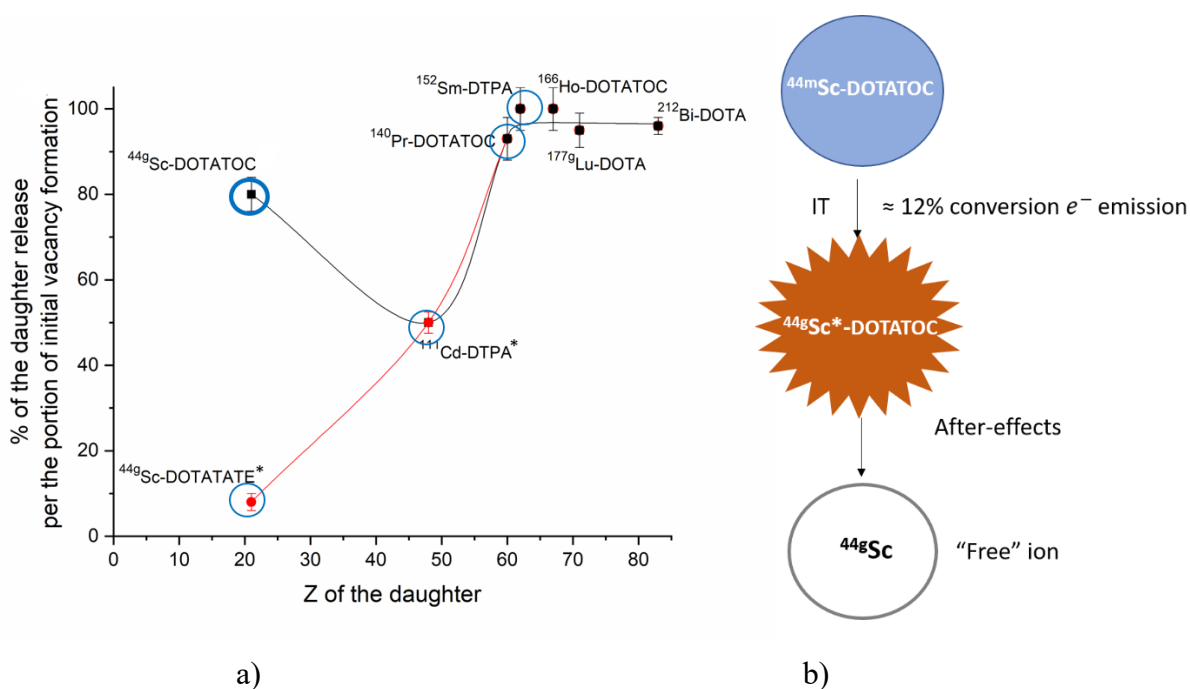 % of the daughter release
per the portion of initial vacancy formation
100
80
60
40
20
0
0 10 20 30 40 50 60 70 80
Z of the daughter
¹⁵²Sm-DTPA
¹⁶⁶Ho-DOTATOC
²¹²Bi-DOTA
¹⁴⁰Pr-DOTATOC
¹⁷⁷ᵍLu-DOTA
⁴⁴ᵍSc-DOTATOC
¹¹¹Cd-DTPA*
⁴⁴ᵍSc-DOTATATE*
a)
⁴⁴ᵐSc-DOTATOC
IT ≈ 12% conversion e⁻ emission
⁴⁴ᵍSc*-DOTATOC
After-effects
⁴⁴ᵍSc
“Free” ion
b)